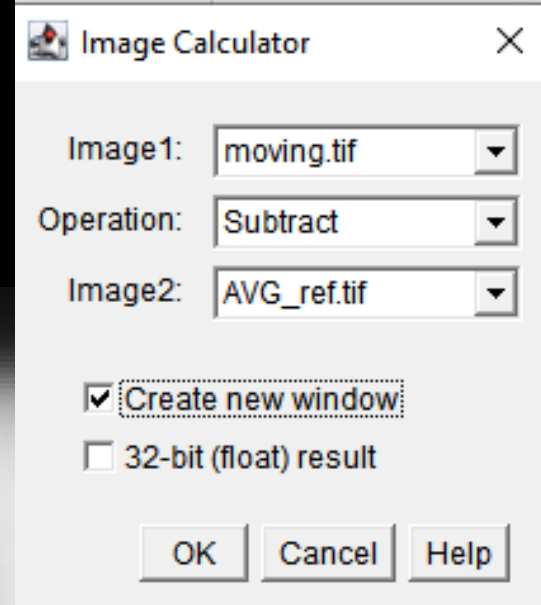 Image Calculator
Image1: moving.tif
Operation: Subtract
Image2: AVG_ref.tif
Create new window
32-bit (float) result
OK Cancel Help